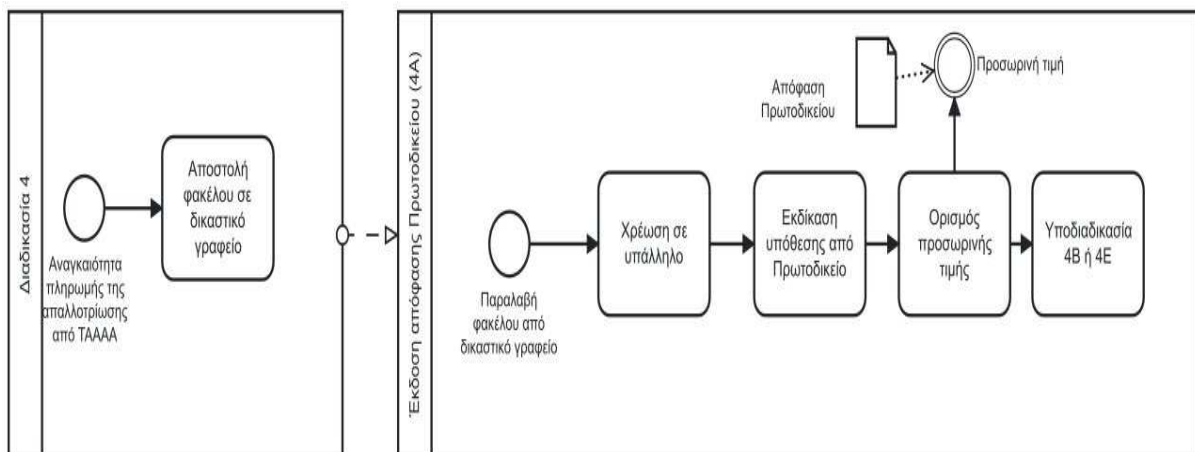 Διαδικασία 4
Αναγκαιότητα
πληρωμής της
απαλλοτρίωσης
από ΤΑΑΑΑ
Αποστολή
φακέλου σε
δικαστικό
γραφείο
Έκδοση απόφασης Πρωτοδικείου (4Α)
Παραλαβή
φακέλου από
δικαστικό γραφείο
Χρέωση σε
υπάλληλο
Εκδίκαση
υπόθεσης από
Πρωτοδικείο
Ορισμός
προσωρινής
τιμής
Απόφαση
Πρωτοδικείου
Προσωρινή τιμή
Υποδιαδικασία
4Β ή 4Ε